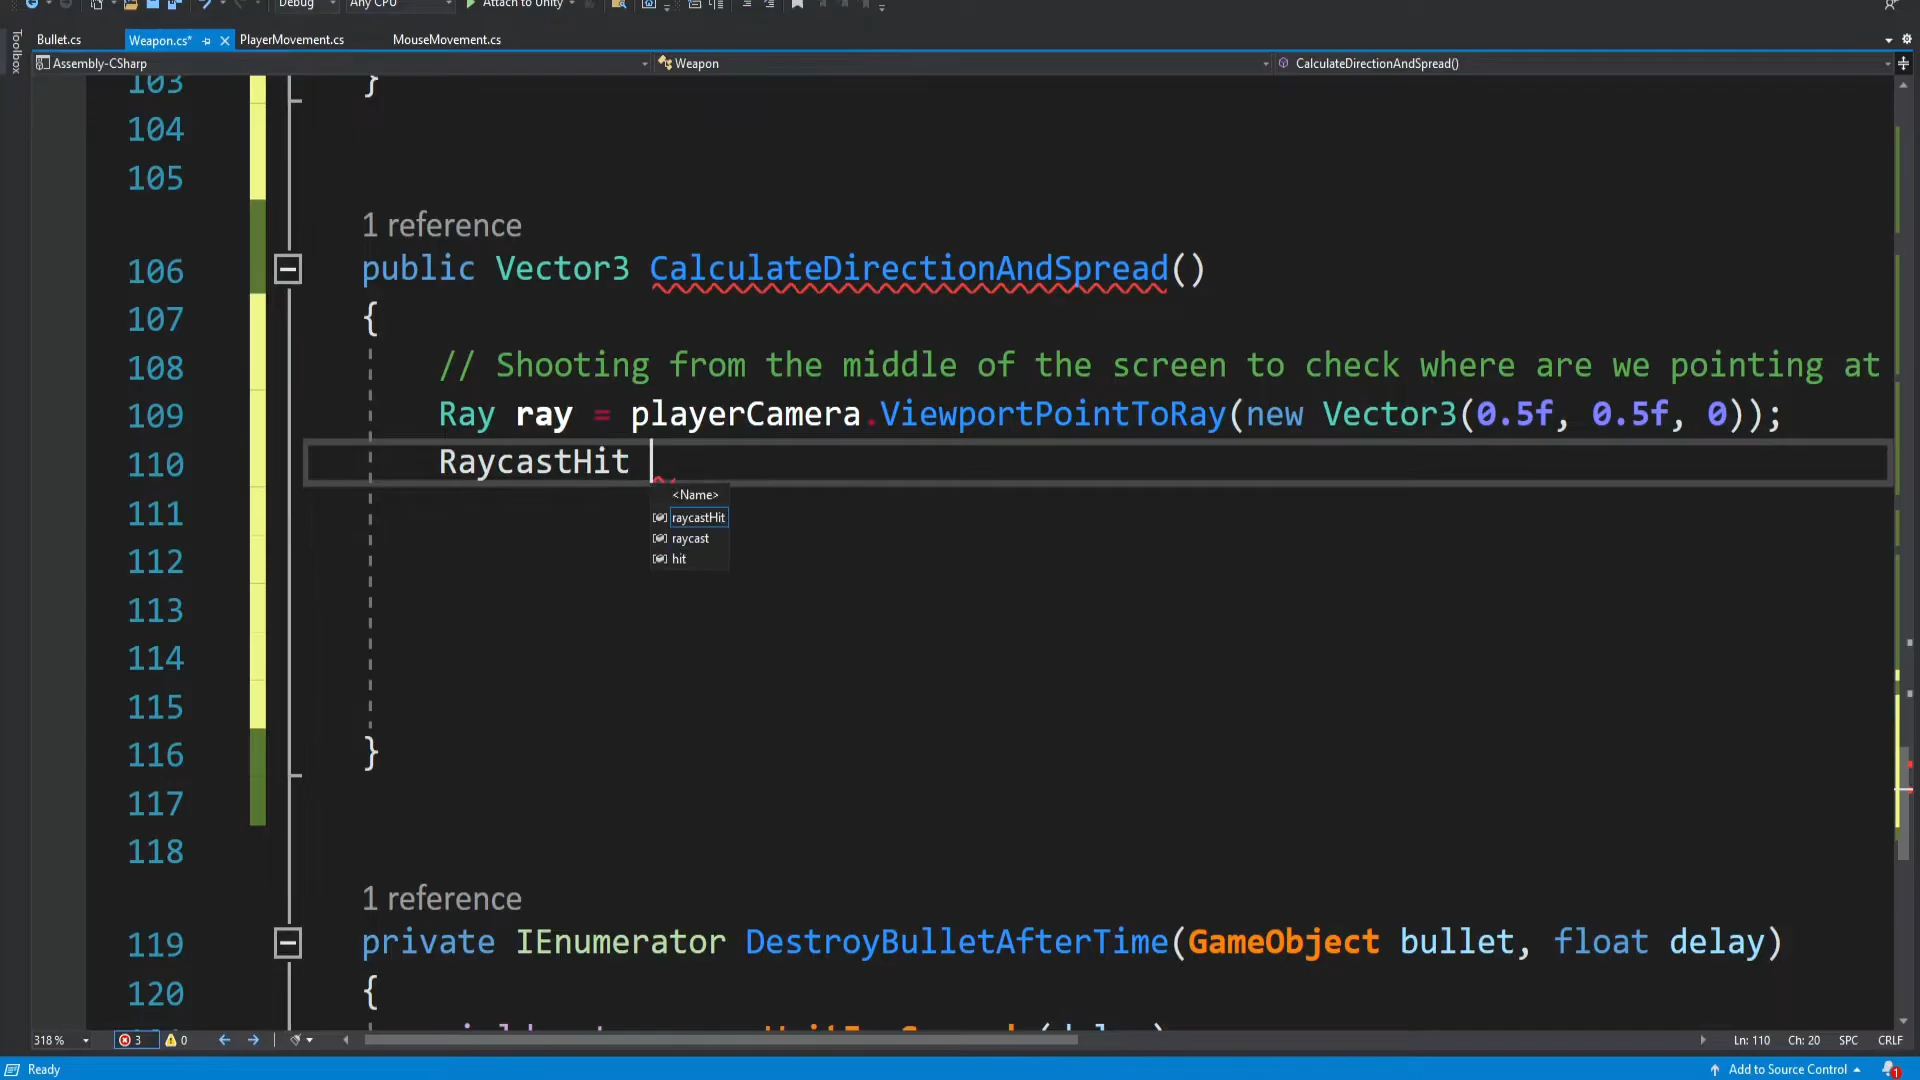 Debug Any CPU Attach to Unity
Toolbox
Bullet.cs Weapon.cs* PlayerMovement.cs MouseMovement.cs
Assembly-CSharp Weapon CalculateDirectionAndSpread()
103 }
104
105
1 reference
106 public Vector3 CalculateDirectionAndSpread()
107 {
108 // Shooting from the middle of the screen to check where are we pointing at
109 Ray ray = playerCamera.ViewportPointToRay(new Vector3(0.5f, 0.5f, 0));
110 RaycastHit
<Name>
111 raycastHit
raycast
112 hit
113
114
115
116 }
117
118
1 reference
119 private IEnumerator DestroyBulletAfterTime(GameObject bullet, float delay)
120 {
318 % 3 0 Ln: 110 Ch: 20 SPC CRLF
Ready Add to Source Control 1